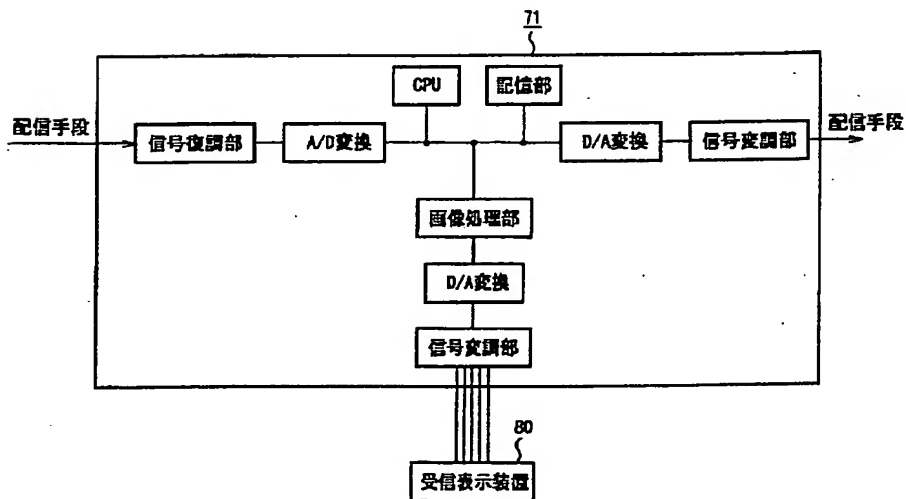 71
CPU
記憶部
配信手段
信号復調部
A/D変換
D/A変換
信号変調部
配信手段
画像処理部
D/A変換
信号変調部
80
受信表示装置